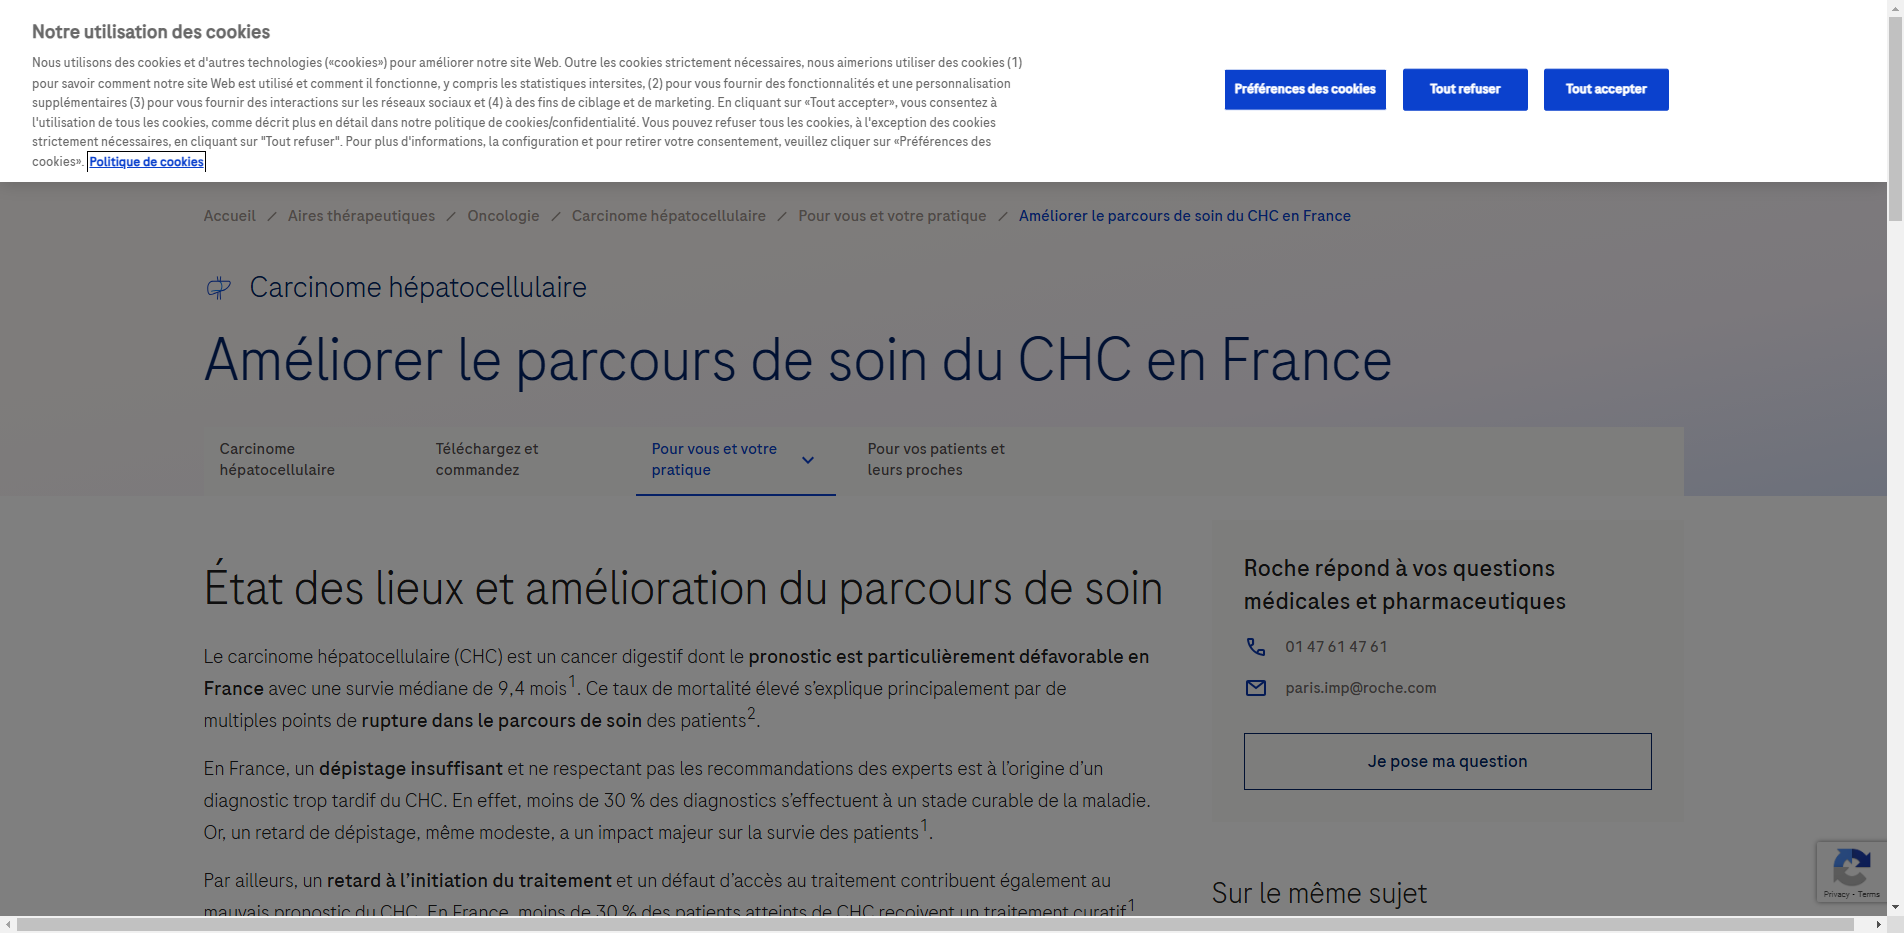 Notre utilisation des cookies
Nous utilisons des cookies et d'autres technologies («cookies») pour améliorer notre site Web. Outre les cookies strictement nécessaires, nous aimerions utiliser des cookies (1)
pour savoir comment notre site Web est utilisé et comment il fonctionne, y compris les statistiques intersites, (2) pour vous fournir des fonctionnalités et une personnalisation
supplémentaires (3) pour vous fournir des interactions sur les réseaux sociaux et (4) à des fins de ciblage et de marketing. En cliquant sur «Tout accepter», vous consentez à
l'utilisation de tous les cookies, comme décrit plus en détail dans notre politique de cookies/confidentialité. Vous pouvez refuser tous les cookies, à l'exception des cookies
strictement nécessaires, en cliquant sur "Tout refuser". Pour plus d'informations, la configuration et pour retirer votre consentement, veuillez cliquer sur «Préférences des
cookies». Politique de cookies
Préférences des cookies
Tout refuser
Tout accepter
Accueil / Aires thérapeutiques / Oncologie / Carcinome hépatocellulaire / Pour vous et votre pratique / Améliorer le parcours de soin du CHC en France
Carcinome hépatocellulaire
Améliorer le parcours de soin du CHC en France
Carcinome
hépatocellulaire
Téléchargez et
commandez
Pour vous et votre
pratique
Pour vos patients et
leurs proches
État des lieux et amélioration du parcours de soin
Le carcinome hépatocellulaire (CHC) est un cancer digestif dont le pronostic est particulièrement défavorable en
France avec une survie médiane de 9,4 mois1. Ce taux de mortalité élevé s’explique principalement par de
multiples points de rupture dans le parcours de soin des patients2.
En France, un dépistage insuffisant et ne respectant pas les recommandations des experts est à l’origine d’un
diagnostic trop tardif du CHC. En effet, moins de 30 % des diagnostics s’effectuent à un stade curable de la maladie.
Or, un retard de dépistage, même modeste, a un impact majeur sur la survie des patients1.
Par ailleurs, un retard à l’initiation du traitement et un défaut d’accès au traitement contribuent également au
mauvais pronostic du CHC. En France, moins de 30 % des patients atteints de CHC reçoivent un traitement curatif1
Roche répond à vos questions
médicales et pharmaceutiques
01 47 61 47 61
paris.imp@roche.com
Je pose ma question
Sur le même sujet
Privacy - Terms